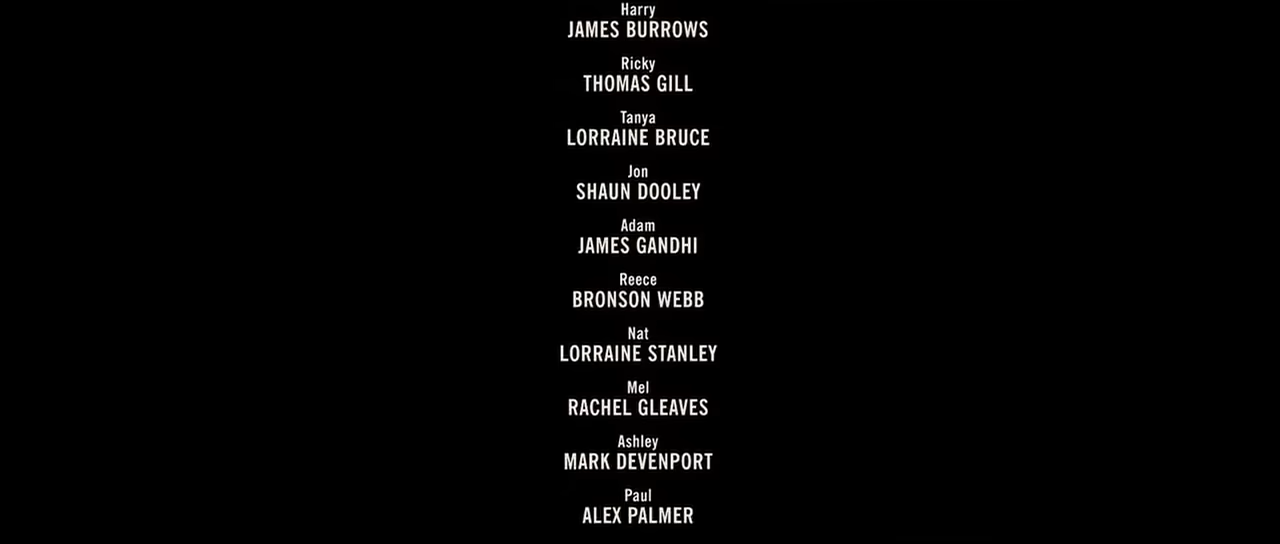 Harry
JAMES BURROWS
Ricky
THOMAS GILL
Tanya
LORRAINE BRUCE
Jon
SHAUN DOOLEY
Adam
JAMES GANDHI
Reece
BRONSON WEBB
Nat
LORRAINE STANLEY
Mel
RACHEL GLEAVES
Ashley
MARK DEVENPORT
Paul
ALEX PALMER